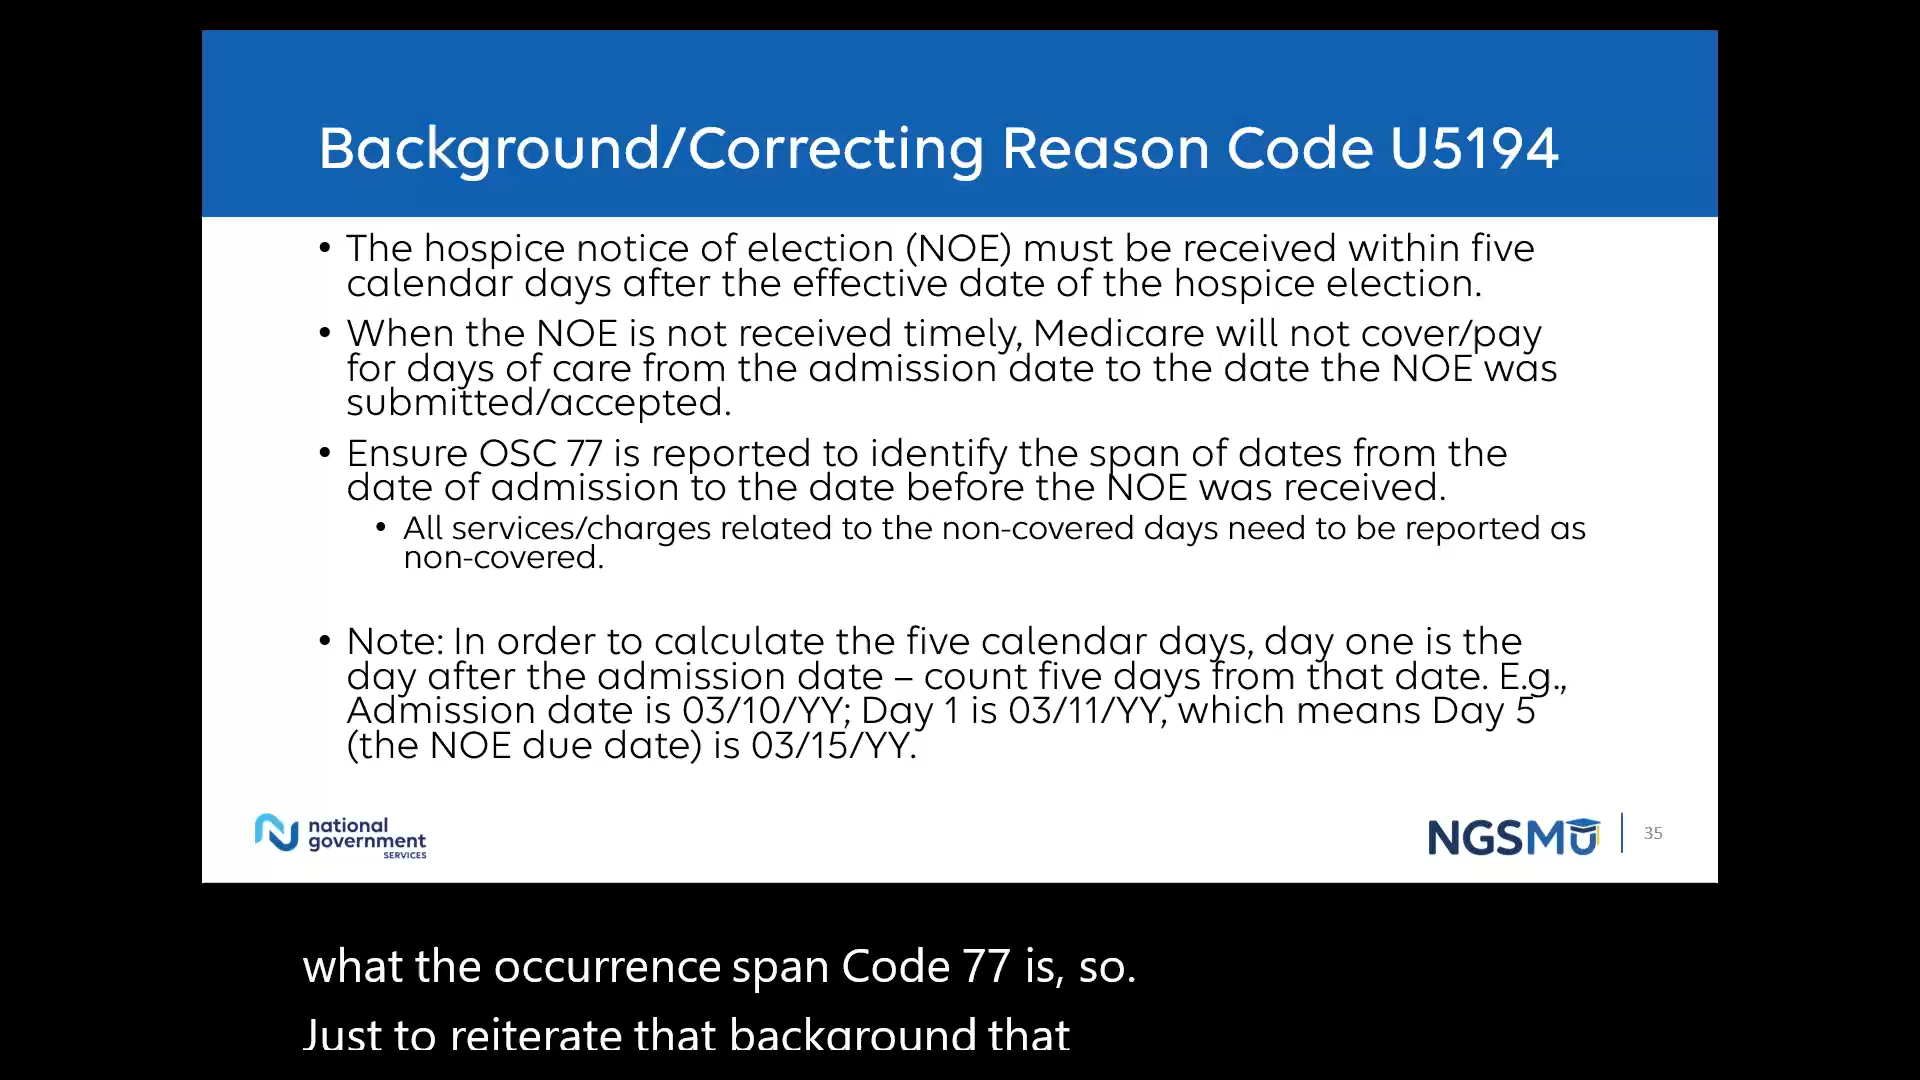 Background/Correcting Reason Code U5194
• The hospice notice of election (NOE) must be received within five
calendar days after the effective date of the hospice election.
• When the NOE is not received timely, Medicare will not cover/pay
for days of care from the admission date to the date the NOE was
submitted/accepted.
• Ensure OSC 77 is reported to identify the span of dates from the
date of admission to the date before the NOE was received.
• All services/charges related to the non-covered days need to be reported as
non-covered.
• Note: In order to calculate the five calendar days, day one is the
day after the admission date – count five days from that date. E.g.,
Admission date is 03/10/YY; Day 1 is 03/11/YY, which means Day 5
(the NOE due date) is 03/15/YY.
national
government
SERVICES
NGSMU
35
what the occurrence span Code 77 is, so.
Just to reiterate that background that